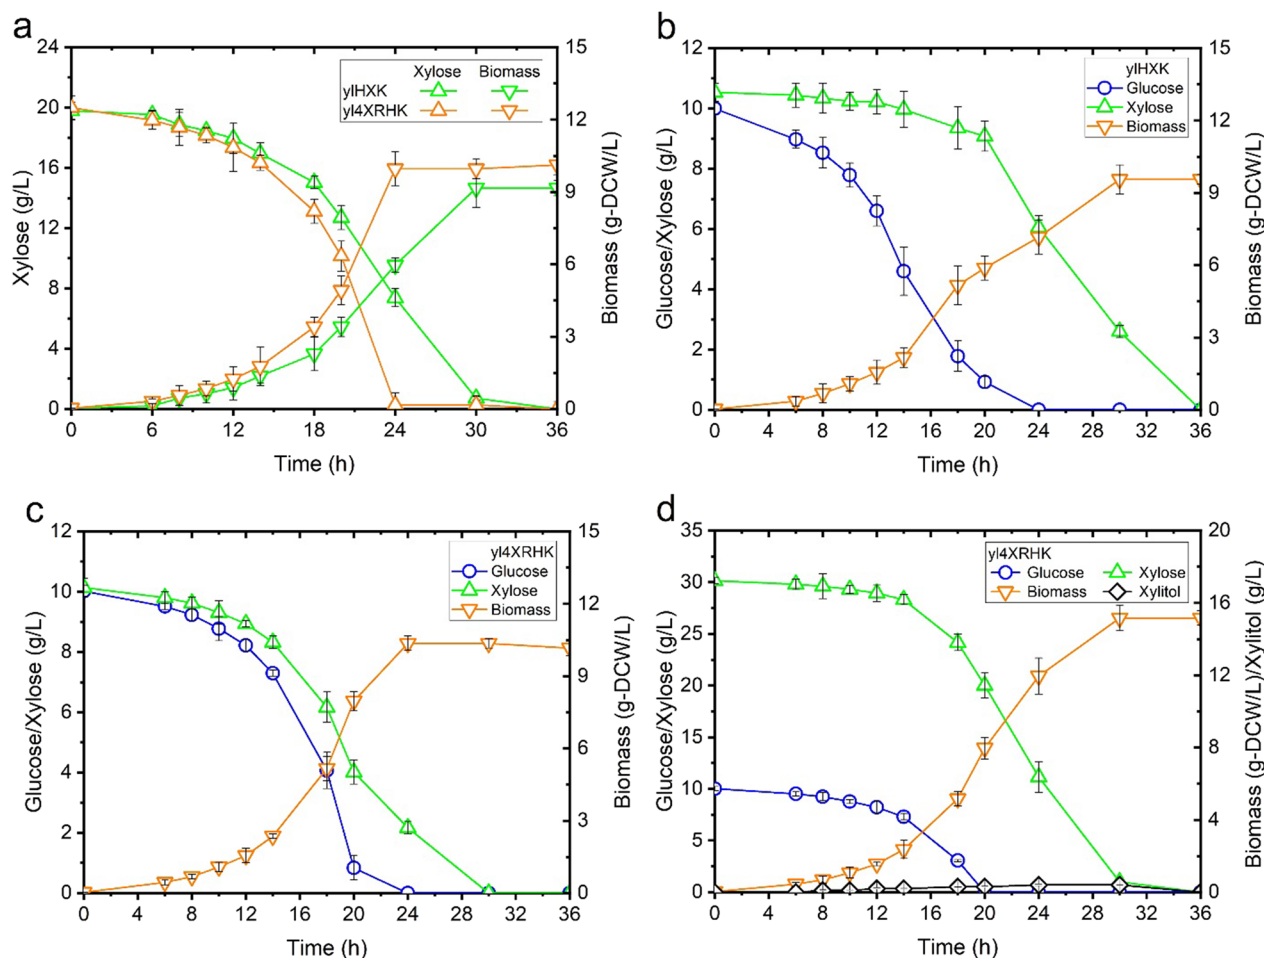 a
24
20
16
12
8
4
0
Xylose (g/L)
Xylose Biomass
ylHXK
yl4XRHK
15
12
9
6
3
0
Biomass (g-DCW/L)
0 6 12 18 24 30 36
Time (h)
b
12
10
8
6
4
2
0
Glucose/Xylose (g/L)
ylHXK
Glucose
Xylose
Biomass
15
12
9
6
3
0
Biomass (g-DCW/L)
0 4 8 12 16 20 24 28 32 36
Time (h)
c
12
10
8
6
4
2
0
Glucose/Xylose (g/L)
yl4XRHK
Glucose
Xylose
Biomass
15
12
9
6
3
0
Biomass (g-DCW/L)
0 4 8 12 16 20 24 28 32 36
Time (h)
d
35
30
25
20
15
10
5
0
Glucose/Xylose (g/L)
yl4XRHK
Glucose Xylose
Biomass Xylitol
20
16
12
8
4
0
Biomass (g-DCW/L)/Xylitol (g/L)
0 4 8 12 16 20 24 28 32 36
Time (h)